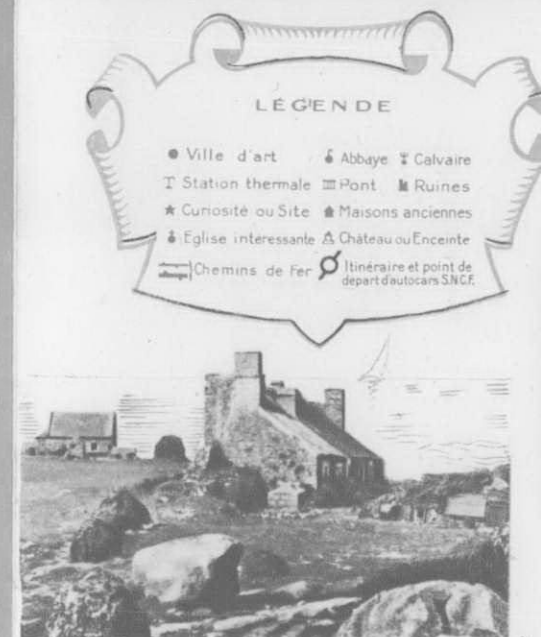 LÉGENDE
Ville d'art Abbaye Calvaire
Station thermale Pont Ruines
Curiosité ou Site Maisons anciennes
Eglise intéressante Château ou Enceinte
Chemins de Fer Itinéraire et point de
depart d'autocars S.N.C.F.